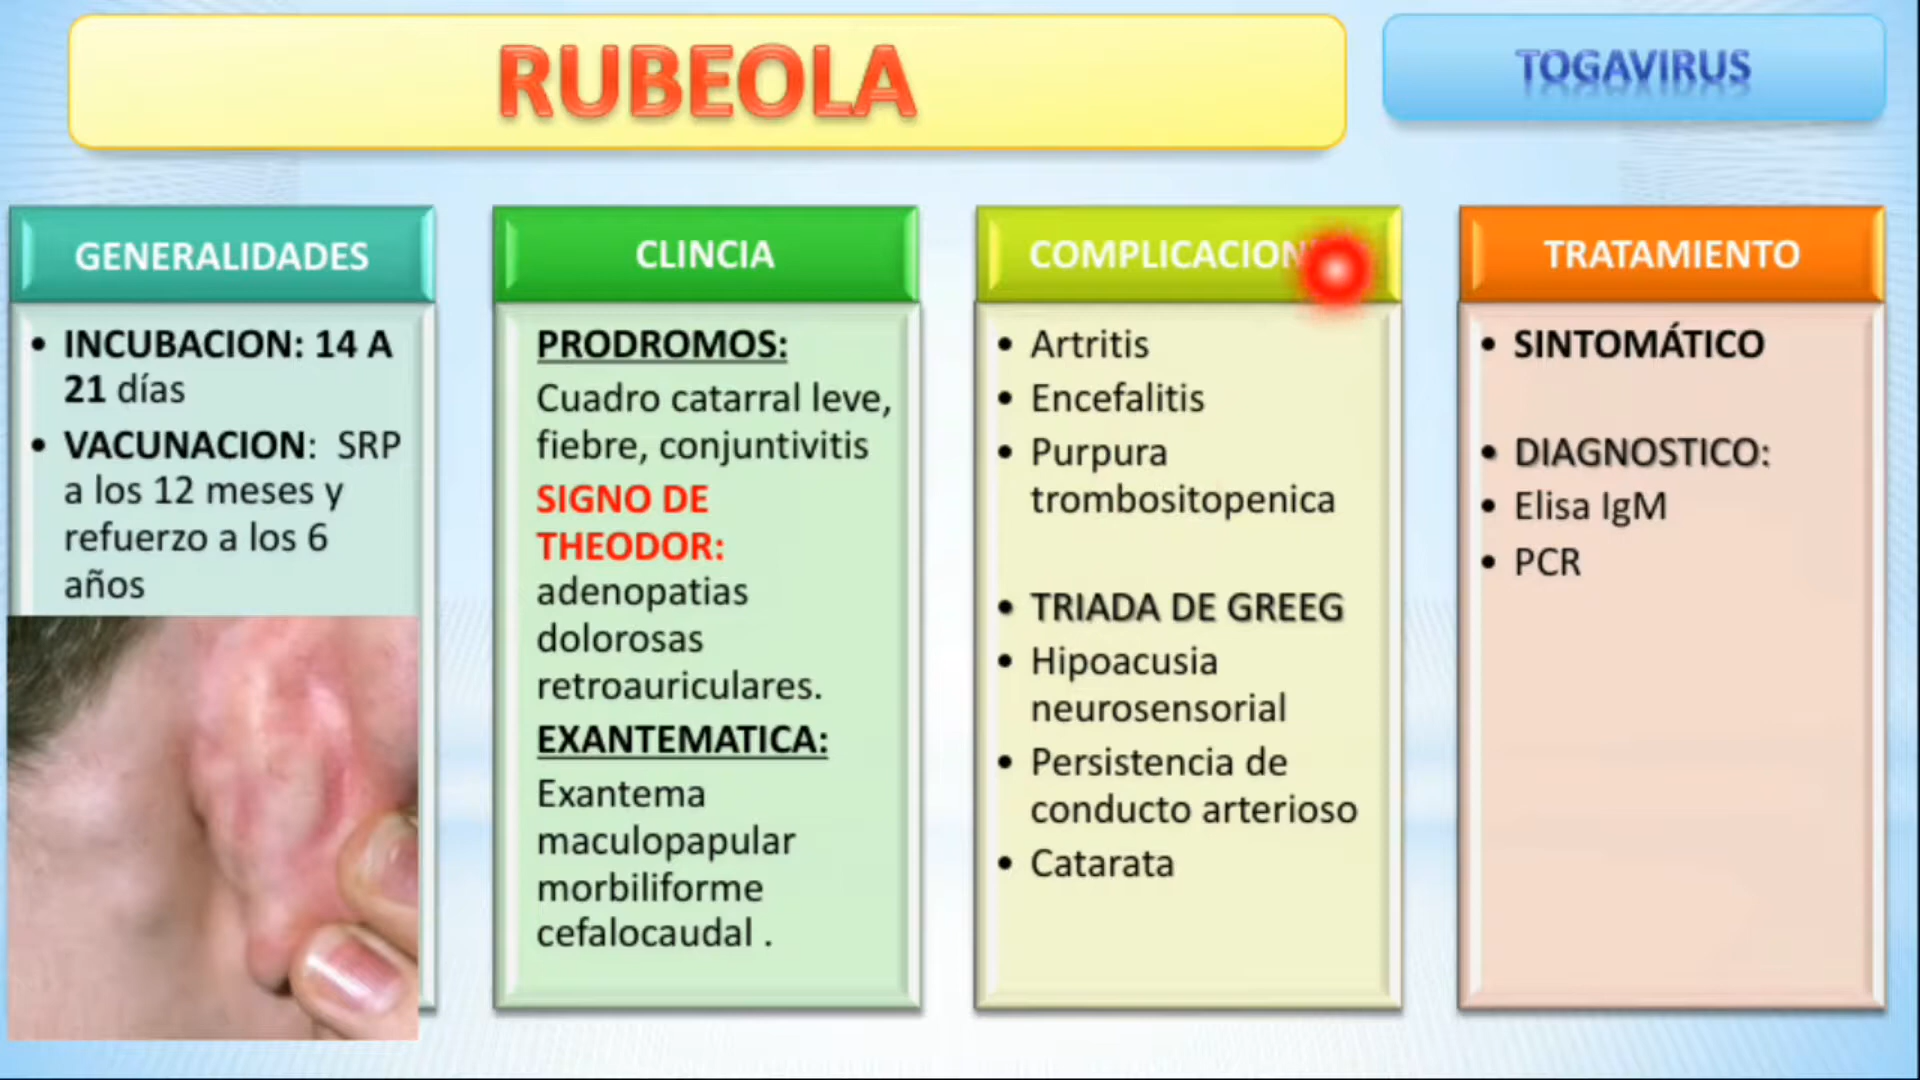 RUBEOLA
TOGAVIRUS
GENERALIDADES
• INCUBACION: 14 A
21 días
• VACUNACION: SRP
a los 12 meses y
refuerzo a los 6
años
CLINCIA
PRODROMOS:
Cuadro catarral leve,
fiebre, conjuntivitis
SIGNO DE
THEODOR:
adenopatias
dolorosas
retroauriculares.
EXANTEMATICA:
Exantema
maculopapular
morbiliforme
cefalocaudal .
COMPLICACION
• Artritis
• Encefalitis
• Purpura
trombositopenica
• TRIADA DE GREEG
• Hipoacusia
neurosensorial
• Persistencia de
conducto arterioso
• Catarata
TRATAMIENTO
• SINTOMÁTICO
• DIAGNOSTICO:
• Elisa IgM
• PCR